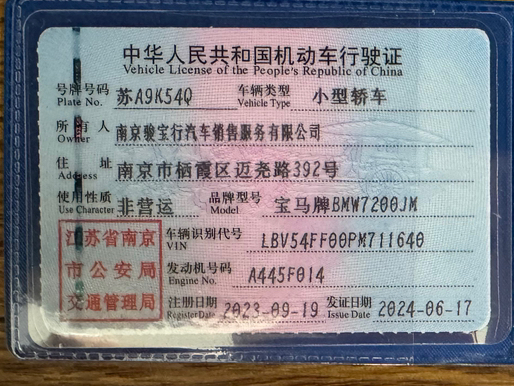 中华人民共和国机动车行驶证
Vehicle License of the People's Republic of China
号牌号码 苏A9K54Q 车辆类型 小型轿车
Plate No. Vehicle Type
所有人 南京骏宝行汽车销售服务有限公司
Owner
住址 南京市栖霞区迈尧路392号
Address
使用性质 非营运 品牌型号 宝马牌BMW7200JM
Use Character Model
江苏省南京
市公安局
交通管理局
车辆识别代号 LBV54FF00PM711640
VIN
发动机号码 A445F014
Engine No.
注册日期 2023-09-19 发证日期 2024-06-17
Register Date Issue Date